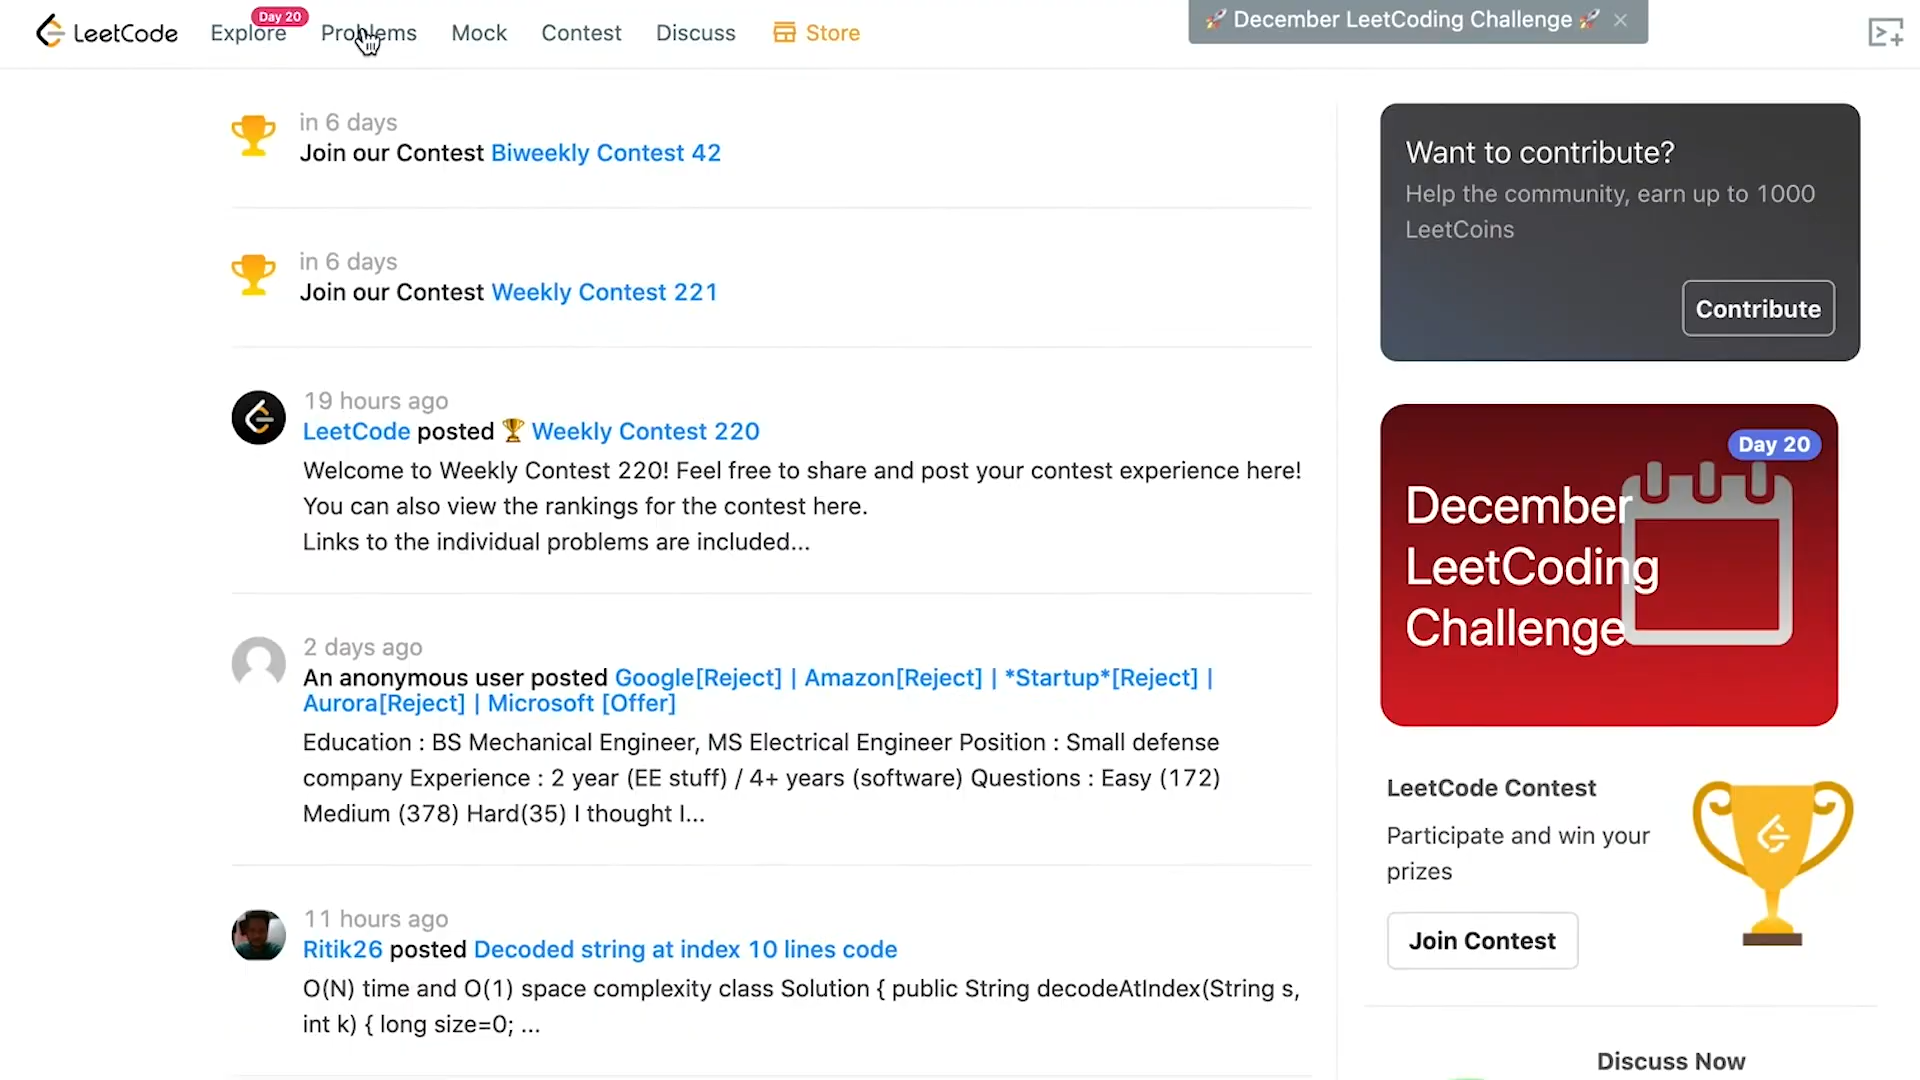 LeetCode Explore Day 20 Problems Mock Contest Discuss Store
🚀 December LeetCoding Challenge 🚀 ×
in 6 days
Join our Contest Biweekly Contest 42
in 6 days
Join our Contest Weekly Contest 221
19 hours ago
LeetCode posted 🏆 Weekly Contest 220
Welcome to Weekly Contest 220! Feel free to share and post your contest experience here!
You can also view the rankings for the contest here.
Links to the individual problems are included...
2 days ago
An anonymous user posted Google[Reject] | Amazon[Reject] | *Startup*[Reject] |
Aurora[Reject] | Microsoft [Offer]
Education : BS Mechanical Engineer, MS Electrical Engineer Position : Small defense
company Experience : 2 year (EE stuff) / 4+ years (software) Questions : Easy (172)
Medium (378) Hard(35) I thought I...
11 hours ago
Ritik26 posted Decoded string at index 10 lines code
O(N) time and O(1) space complexity class Solution { public String decodeAtIndex(String s,
int k) { long size=0; ...
Want to contribute?
Help the community, earn up to 1000
LeetCoins
Contribute
Day 20
December
LeetCoding
Challenge
LeetCode Contest
Participate and win your
prizes
Join Contest
Discuss Now